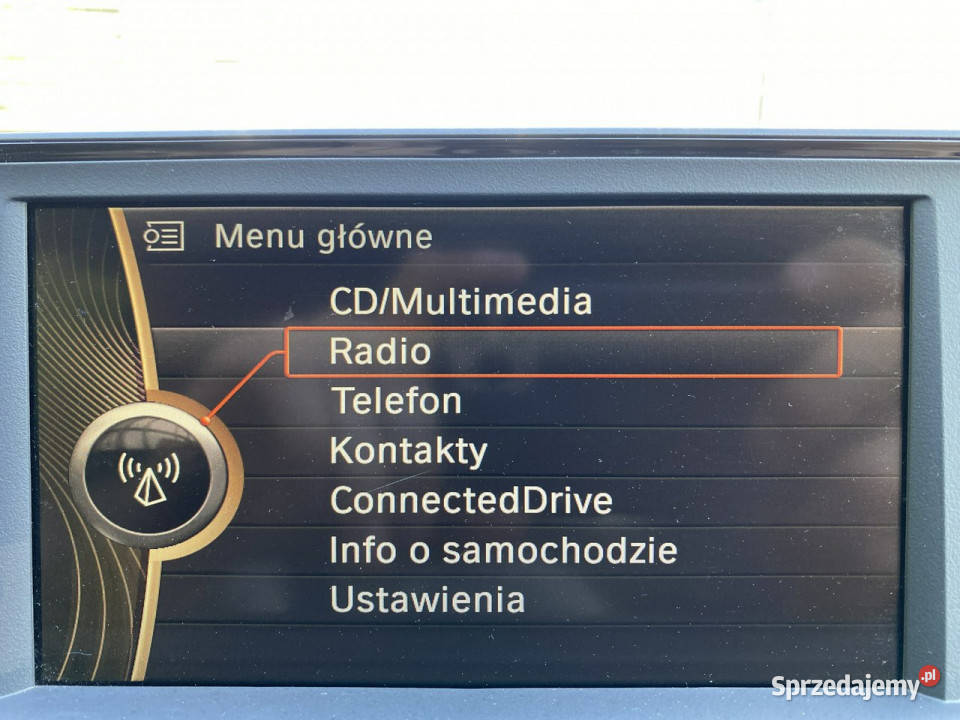 Menu główne
CD/Multimedia
Radio
Telefon
Kontakty
ConnectedDrive
Info o samochodzie
Ustawienia
Sprzedajemy.pl